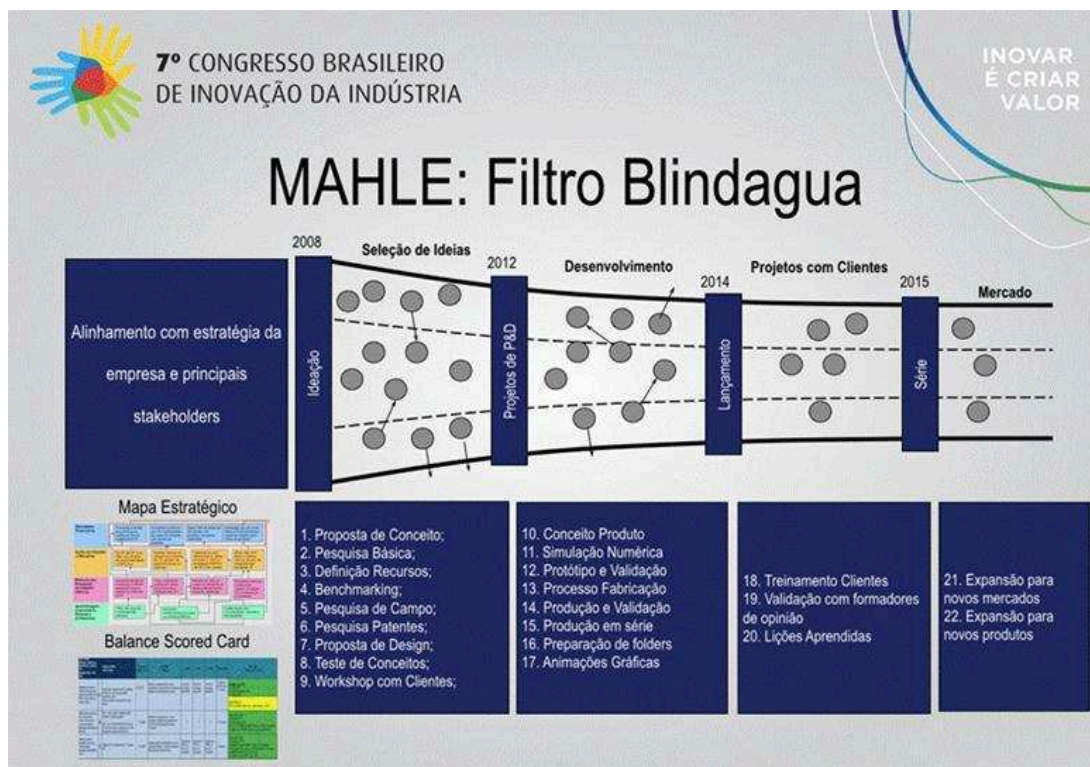 7º CONGRESSO BRASILEIRO
DE INOVAÇÃO DA INDÚSTRIA
INOVAR
É CRIAR
VALOR
MAHLE: Filtro Blindagua
Alinhamento com estratégia da
empresa e principais
stakeholders
2008
Ideação
Seleção de Ideias
2012
Projetos de P&D
Desenvolvimento
2014
Lançamento
Projetos com Clientes
2015
Série
Mercado
Mapa Estratégico
Balance Scored Card
1. Proposta de Conceito;
2. Pesquisa Básica;
3. Definição Recursos;
4. Benchmarking;
5. Pesquisa de Campo;
6. Pesquisa Patentes;
7. Proposta de Design;
8. Teste de Conceitos;
9. Workshop com Clientes;
10. Conceito Produto
11. Simulação Numérica
12. Protótipo e Validação
13. Processo Fabricação
14. Produção e Validação
15. Produção em série
16. Preparação de folders
17. Animações Gráficas
18. Treinamento Clientes
19. Validação com formadores
de opinião
20. Lições Aprendidas
21. Expansão para
novos mercados
22. Expansão para
novos produtos